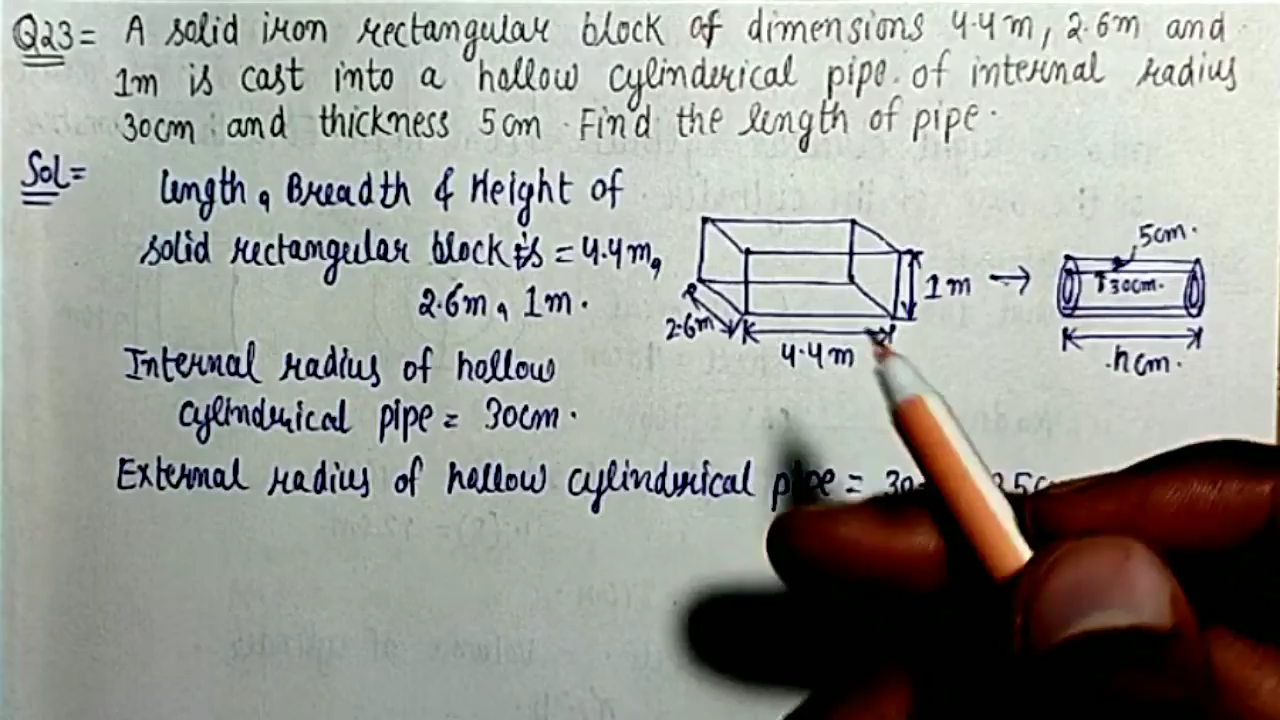 Q23= A solid iron rectangular block of dimensions 4.4m, 2.6m and
1m is cast into a hollow cylinderical pipe of internal radius
30cm and thickness 5cm. Find the length of pipe.
Sol= Length, Breadth & Height of
solid rectangular block is = 4.4m,
2.6m, 1m.
2.6m
4.4m
1m →
5cm.
30cm.
hcm.
Internal radius of hollow
cylinderical pipe = 30cm.
External radius of hollow cylinderical pipe =